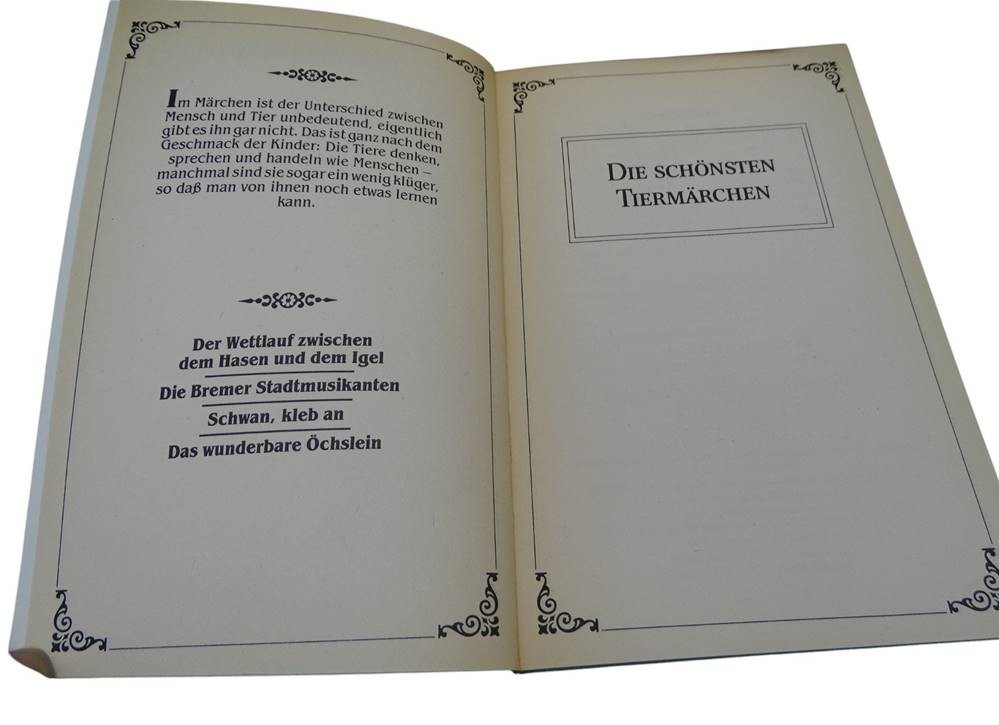 Im Märchen ist der Unterschied zwischen
Mensch und Tier unbedeutend, eigentlich
gibt es ihn gar nicht. Das ist ganz nach dem
Geschmack der Kinder: Die Tiere denken,
sprechen und handeln wie Menschen –
manchmal sind sie sogar ein wenig klüger,
so daß man von ihnen noch etwas lernen
kann.
Der Wettlauf zwischen
dem Hasen und dem Igel
Die Bremer Stadtmusikanten
Schwan, kleb an
Das wunderbare Öchslein
DIE SCHÖNSTEN
TIERMÄRCHEN